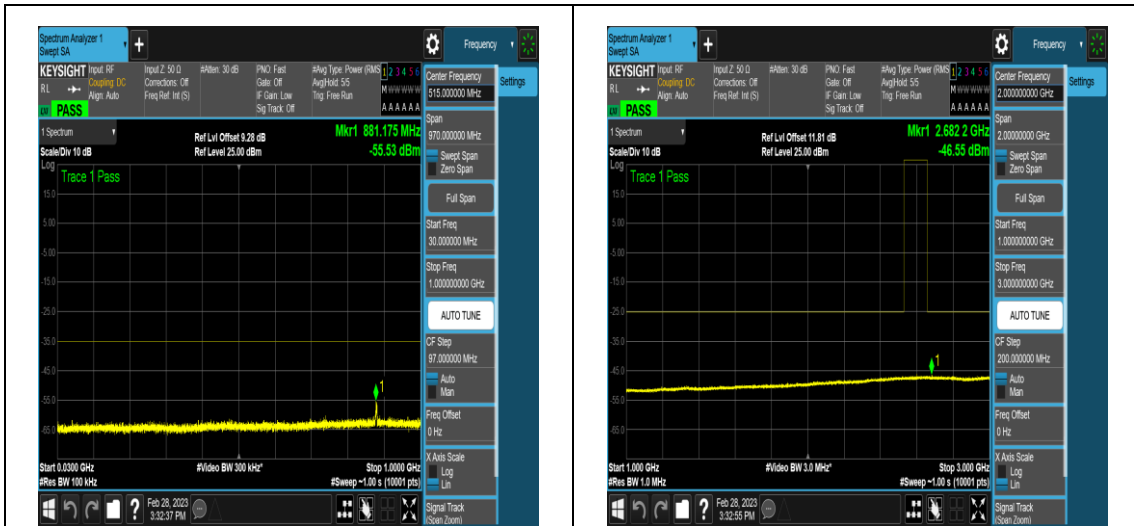 Spectrum Analyzer 1
Swept SA
+
Frequency
KEYSIGHT
RL
Input: RF
Coupling: DC
Align: Auto
Input Z: 50 Ω
Corrections: Off
Freq Ref: Int (S)
#Atten: 30 dB
PNO: Fast
Gate: Off
IF Gain: Low
Sig Track: Off
#Avg Type: Power (RMS
Avg|Hold: 5/5
Trig: Free Run
1 2 3 4 5 6
M W W W W W
A A A A A A
PASS
1 Spectrum
Scale/Div 10 dB
Ref Lvl Offset 9.28 dB
Ref Level 25.00 dBm
Mkr1 881.175 MHz
-55.53 dBm
Log
Trace 1 Pass
15.0
5.00
-5.00
-15.0
-25.0
-35.0
-45.0
-55.0
-65.0
1
Start 0.0300 GHz
#Res BW 100 kHz
#Video BW 300 kHz*
Stop 1.0000 GHz
#Sweep ~1.00 s (10001 pts)
Center Frequency
515.000000 MHz
Settings
Span
970.000000 MHz
Swept Span
Zero Span
Full Span
Start Freq
30.000000 MHz
Stop Freq
1.000000000 GHz
AUTO TUNE
CF Step
97.000000 MHz
Auto
Man
Freq Offset
0 Hz
X Axis Scale
Log
Lin
Signal Track
(Span Zoom)
?
Feb 28, 2023
3:32:37 PM
Spectrum Analyzer 1
Swept SA
+
Frequency
KEYSIGHT
RL
Input: RF
Coupling: DC
Align: Auto
Input Z: 50 Ω
Corrections: Off
Freq Ref: Int (S)
#Atten: 30 dB
PNO: Fast
Gate: Off
IF Gain: Low
Sig Track: Off
#Avg Type: Power (RMS
Avg|Hold: 5/5
Trig: Free Run
1 2 3 4 5 6
M W W W W W
A A A A A A
PASS
1 Spectrum
Scale/Div 10 dB
Ref Lvl Offset 11.81 dB
Ref Level 25.00 dBm
Mkr1 2.682 2 GHz
-46.55 dBm
Log
Trace 1 Pass
15.0
5.00
-5.00
-15.0
-25.0
-35.0
-45.0
-55.0
-65.0
1
Start 1.000 GHz
#Res BW 1.0 MHz
#Video BW 3.0 MHz*
Stop 3.000 GHz
#Sweep ~1.00 s (10001 pts)
Center Frequency
2.000000000 GHz
Settings
Span
2.00000000 GHz
Swept Span
Zero Span
Full Span
Start Freq
1.000000000 GHz
Stop Freq
3.000000000 GHz
AUTO TUNE
CF Step
200.000000 MHz
Auto
Man
Freq Offset
0 Hz
X Axis Scale
Log
Lin
Signal Track
(Span Zoom)
?
Feb 28, 2023
3:32:55 PM